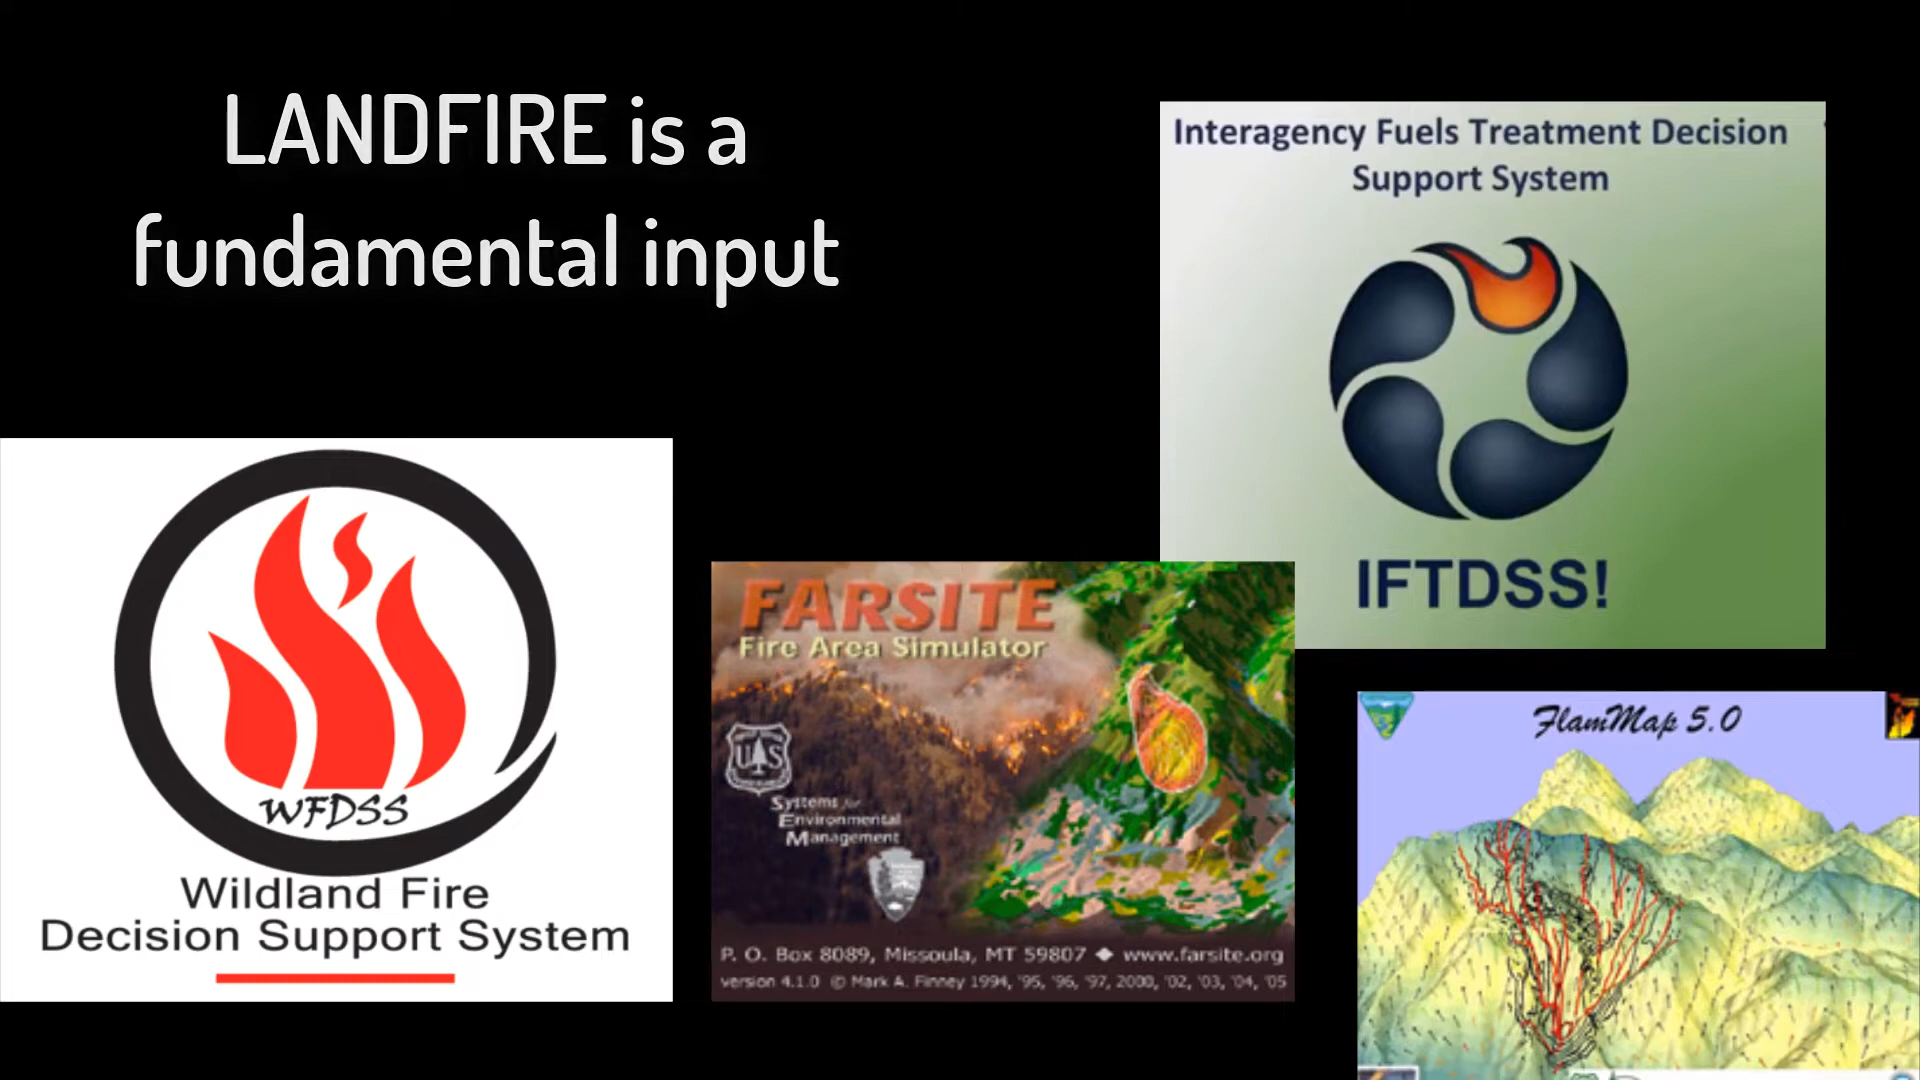 LANDFIRE is a
fundamental input
Interagency Fuels Treatment Decision
Support System
IFTDSS!
WFDSS
Wildland Fire
Decision Support System
FARSITE
Fire Area Simulator
US
Systems for
Environmental
Management
P. O. Box 8089, Missoula, MT 59807 ◆ www.farsite.org
version 4.1.0 © Mark A. Finney 1994, '95, '96, '97, 2000, '02, '03, '04, '05
FlamMap 5.0